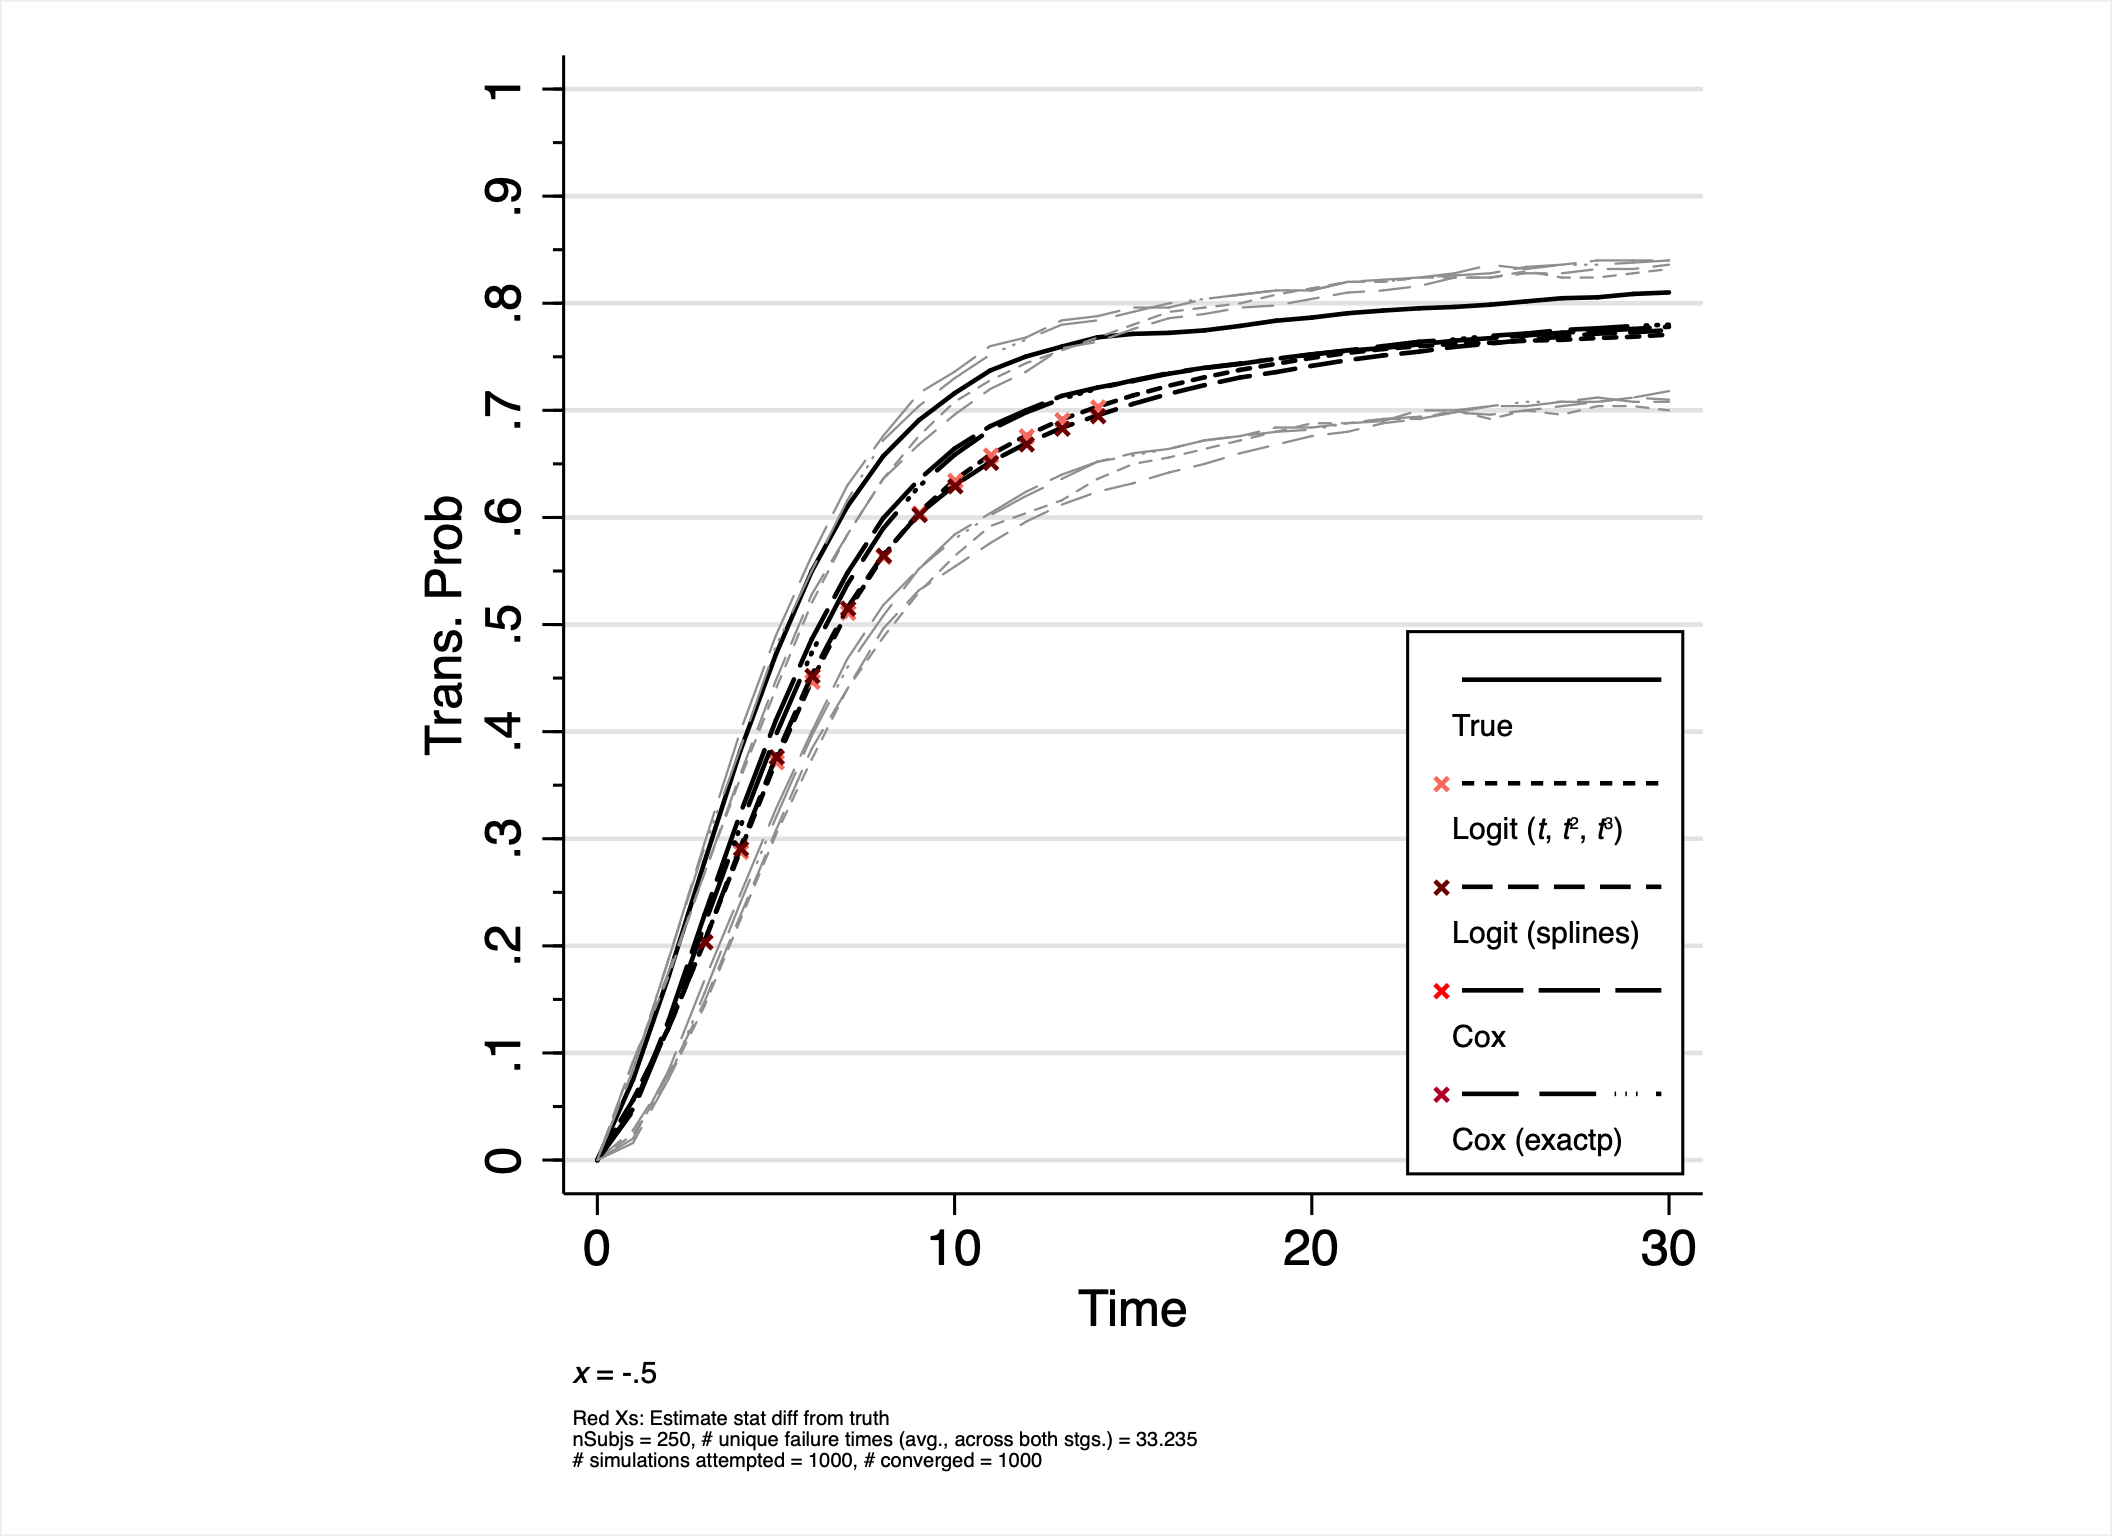 1
.9
.8
.7
.6
.5
.4
.3
.2
.1
0
Trans. Prob
True
Logit (t, t², t³)
Logit (splines)
Cox
Cox (exactp)
0 10 20 30
Time
x = -.5
Red Xs: Estimate stat diff from truth
nSubjs = 250, # unique failure times (avg., across both stgs.) = 33.235
# simulations attempted = 1000, # converged = 1000